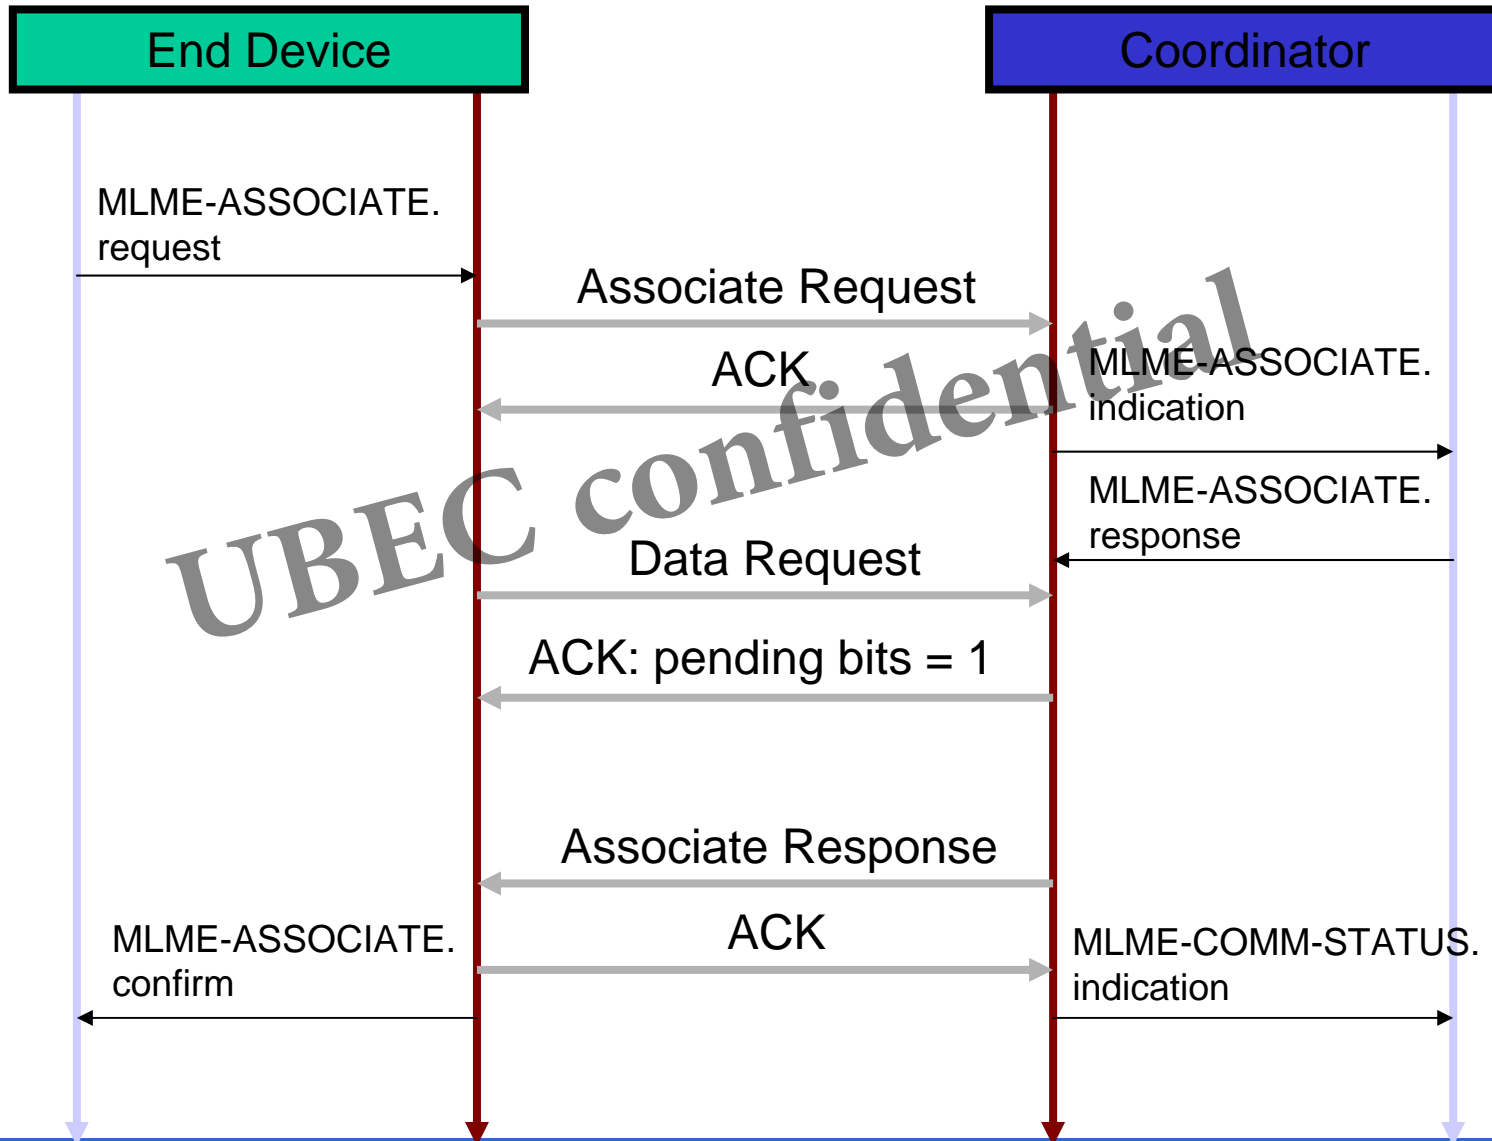 End Device
Coordinator
MLME-ASSOCIATE.
request
Associate Request
ACK
MLME-ASSOCIATE.
indication
UBEC confidential
MLME-ASSOCIATE.
response
Data Request
ACK: pending bits = 1
Associate Response
ACK
MLME-ASSOCIATE.
confirm
MLME-COMM-STATUS.
indication